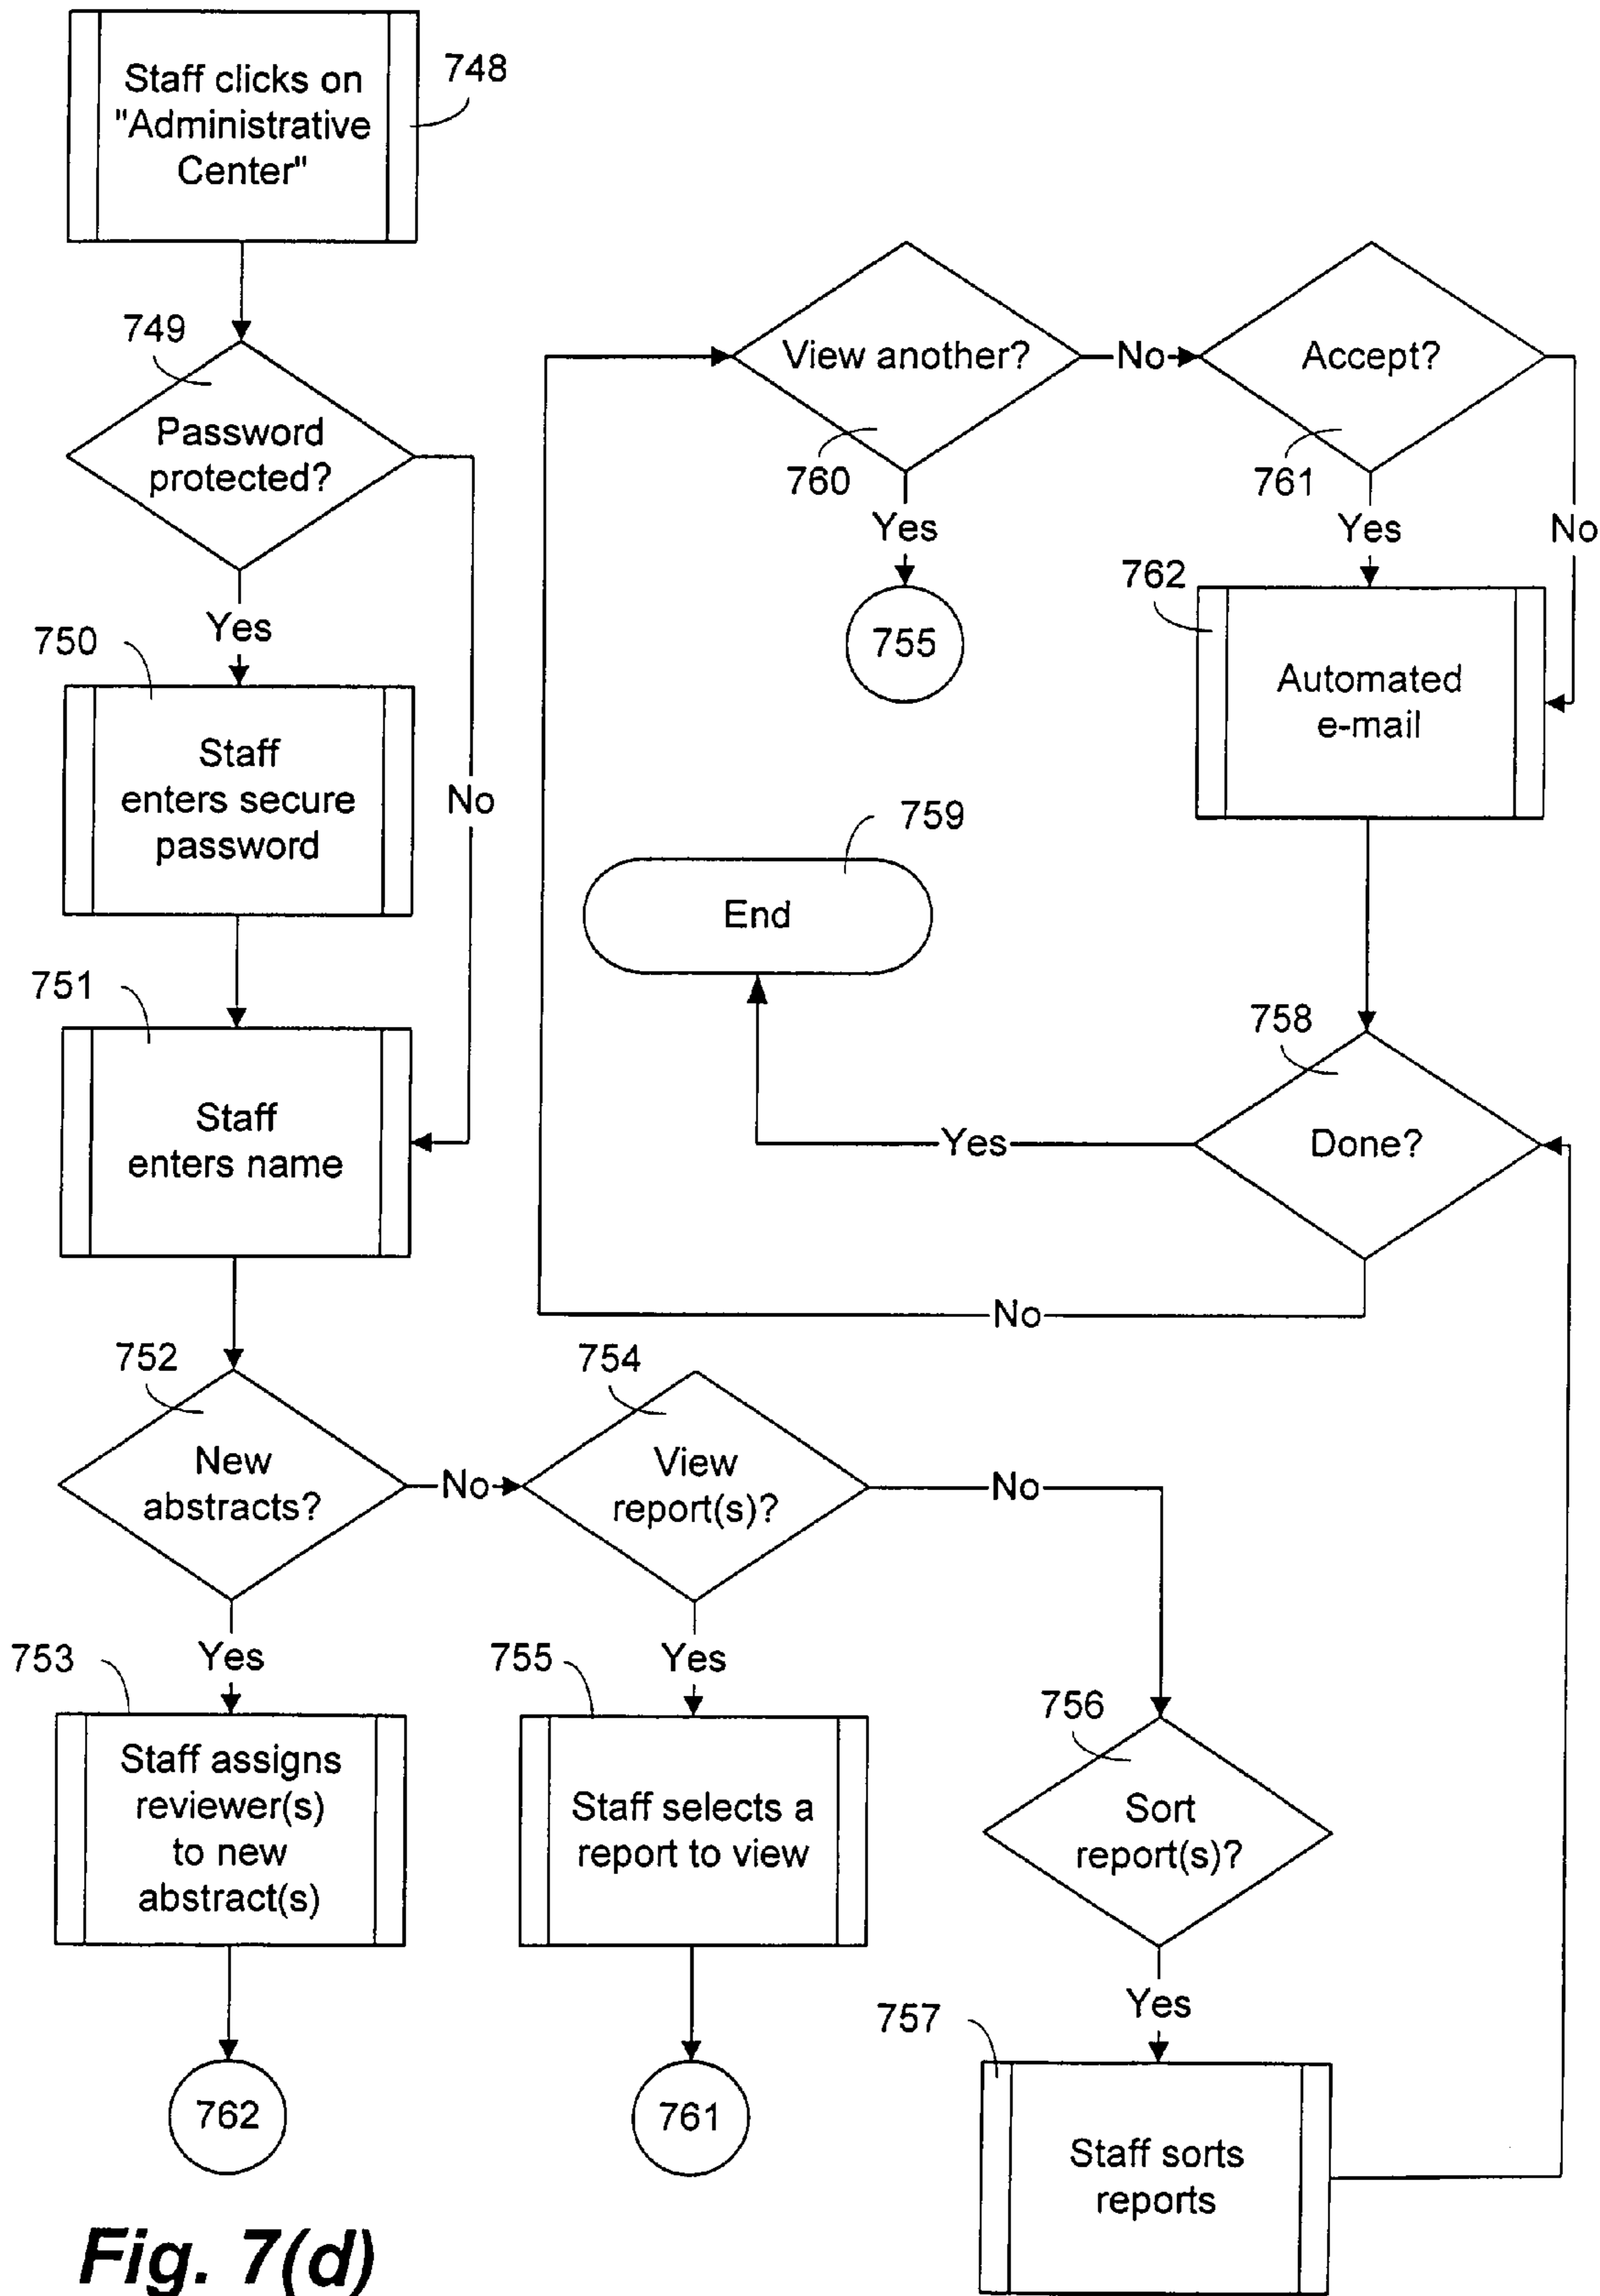 Staff clicks on
"Administrative
Center"
748
749
Password
protected?
Yes
No
750
Staff
enters secure
password
751
Staff
enters name
752
New
abstracts?
No
Yes
753
Staff assigns
reviewer(s)
to new
abstract(s)
762
754
View
report(s)?
No
Yes
755
Staff selects a
report to view
761
756
Sort
report(s)?
Yes
757
Staff sorts
reports
View another?
760
No
Yes
755
Accept?
761
Yes
No
762
Automated
e-mail
758
Done?
Yes
No
759
End
Fig. 7(d)